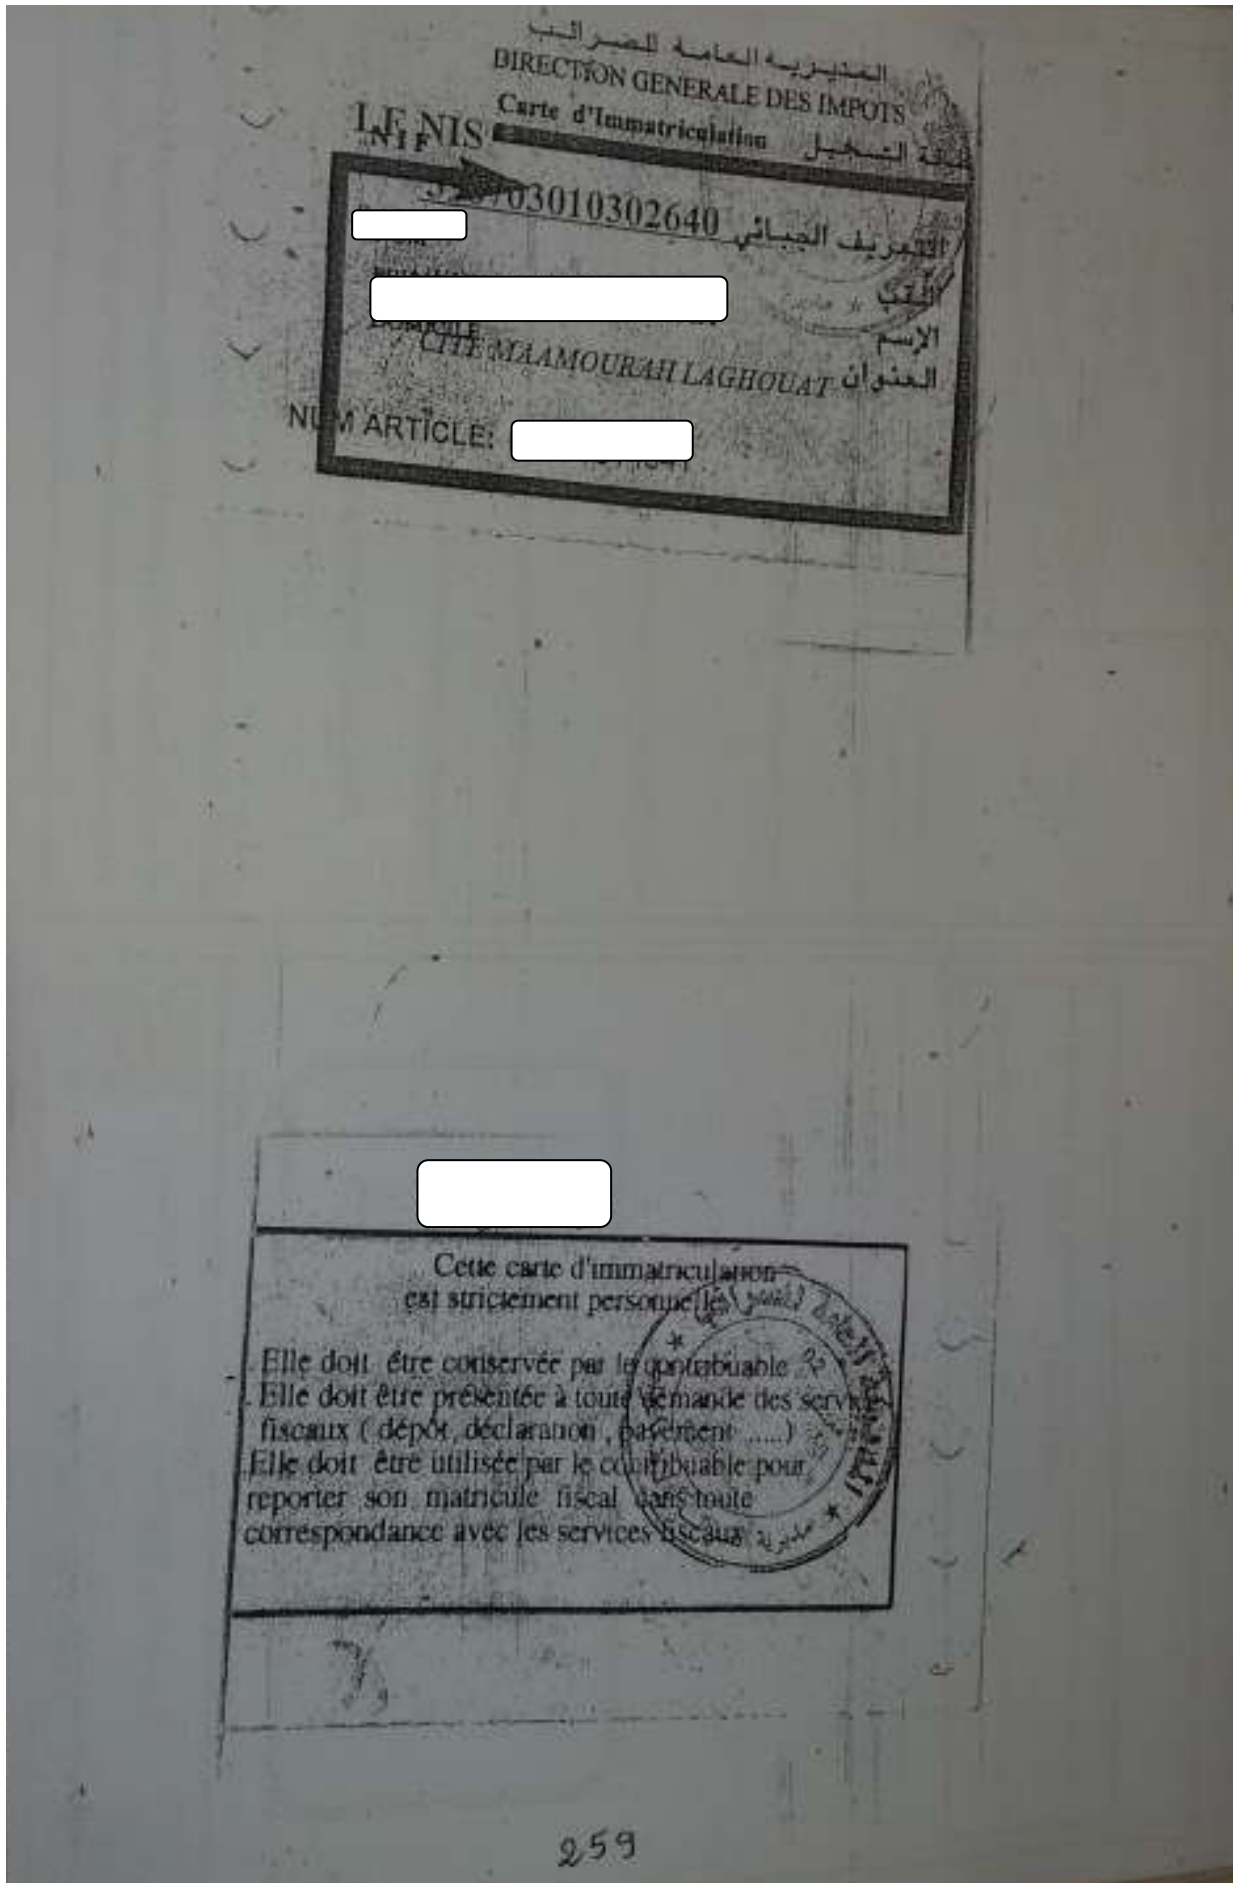 المديرية العامة للضرائب
DIRECTION GENERALE DES IMPOTS
Carte d'Immatriculation التسجيل
LE NIS
NIF
03010302640 التعريف الجبائي
اللقب
الإسم
DOMICILE
CITE MAAMOURAH LAGHOUAT العنوان
NUM ARTICLE:
Cette carte d'immatriculation
est strictement personnelle
Elle doit être conservée par le contribuable
Elle doit être présentée à toute demande des services
fiscaux ( dépôt, déclaration , payement .....)
Elle doit être utilisée par le contribuable pour
reporter son matricule fiscal dans toute
correspondance avec les services fiscaux
259